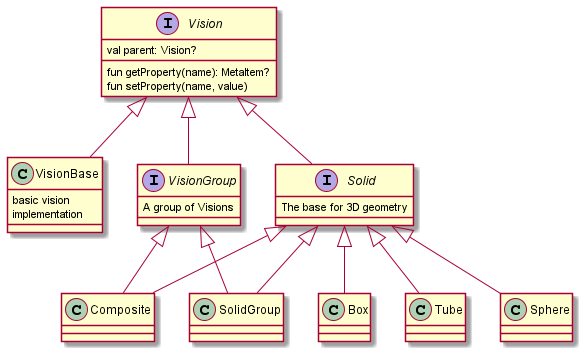 I Vision
val parent: Vision?
fun getProperty(name): MetaItem?
fun setProperty(name, value)
C VisionBase
basic vision
implementation
I VisionGroup
A group of Visions
I Solid
The base for 3D geometry
C Composite
C SolidGroup
C Box
C Tube
C Sphere